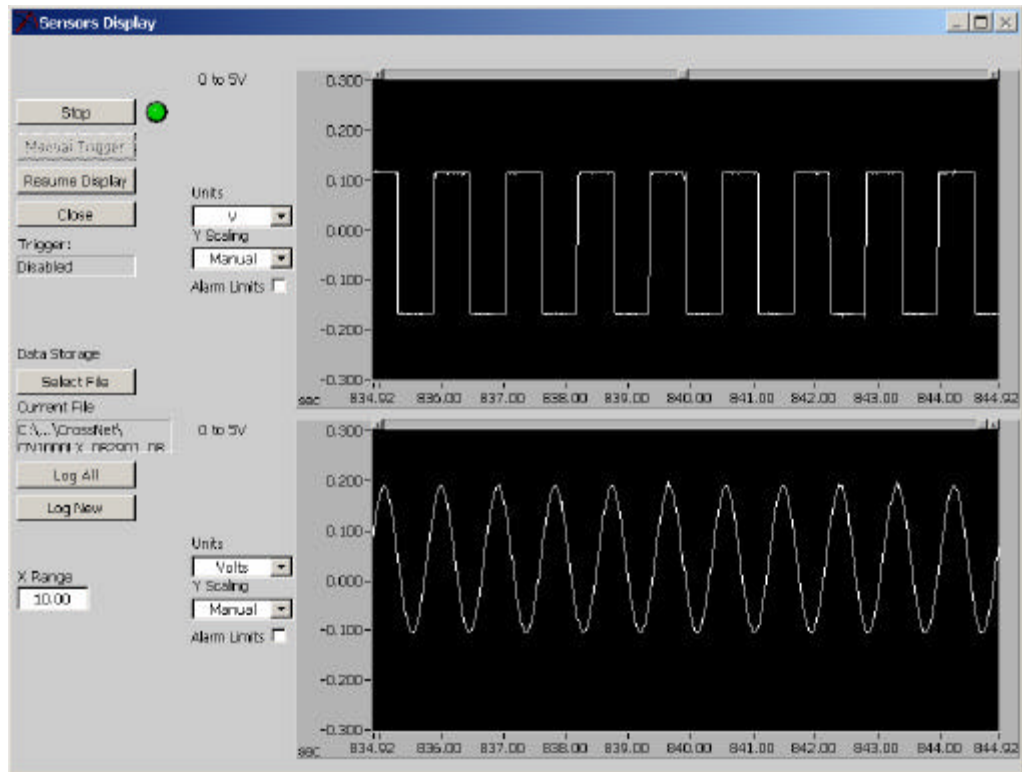 Sensors Display
0 to 5V
Stop
Manual Trigger
Resume Display
Close
Trigger:
Disabled
Units
V
Y Scaling
Manual
Alarm Limits
0.300
0.200
0.100
0.000
-0.100
-0.200
-0.300
sec 834.92 836.00 837.00 838.00 839.00 840.00 841.00 842.00 843.00 844.00 844.92
Data Storage
Select File
Current File
C:\...\CrossNet\
Log All
Log New
X Range
10.00
0 to 5V
Units
Volts
Y Scaling
Manual
Alarm Limits
0.300
0.200
0.100
0.000
-0.100
-0.200
-0.300
sec 834.92 836.00 837.00 838.00 839.00 840.00 841.00 842.00 843.00 844.00 844.92